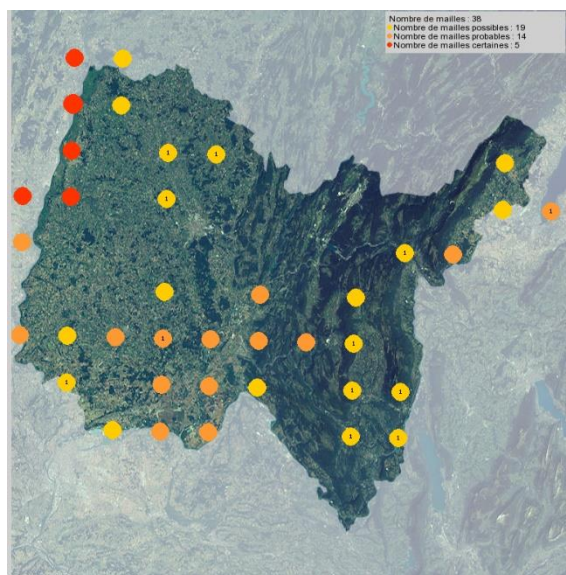 Nombre de mailles : 38
Nombre de mailles possibles : 19
Nombre de mailles probables : 14
Nombre de mailles certaines : 5
1 1
1
1
1
1
1
1
1 1
1 1